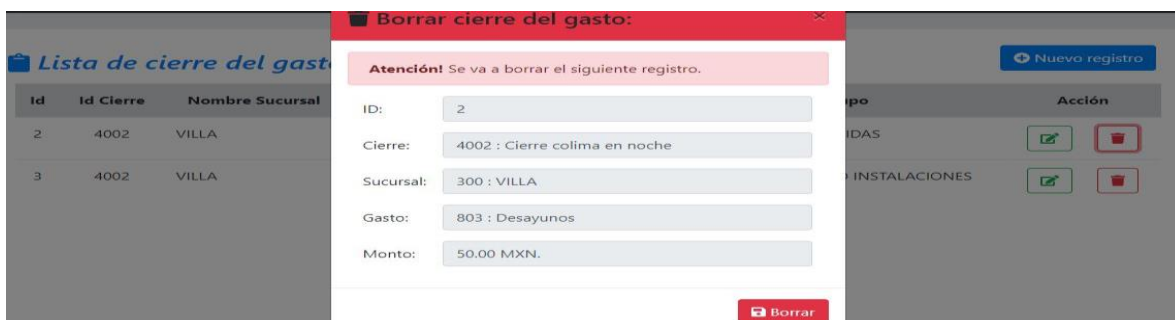 Borrar cierre del gasto: ×
Lista de cierre del gast
Nuevo registro
Atención! Se va a borrar el siguiente registro.
Id Id Cierre Nombre Sucursal Acción
ID: 2
2 4002 VILLA IDAS
Cierre: 4002 : Cierre colima en noche
3 4002 VILLA INSTALACIONES
Sucursal: 300 : VILLA
Gasto: 803 : Desayunos
Monto: 50.00 MXN.
Borrar